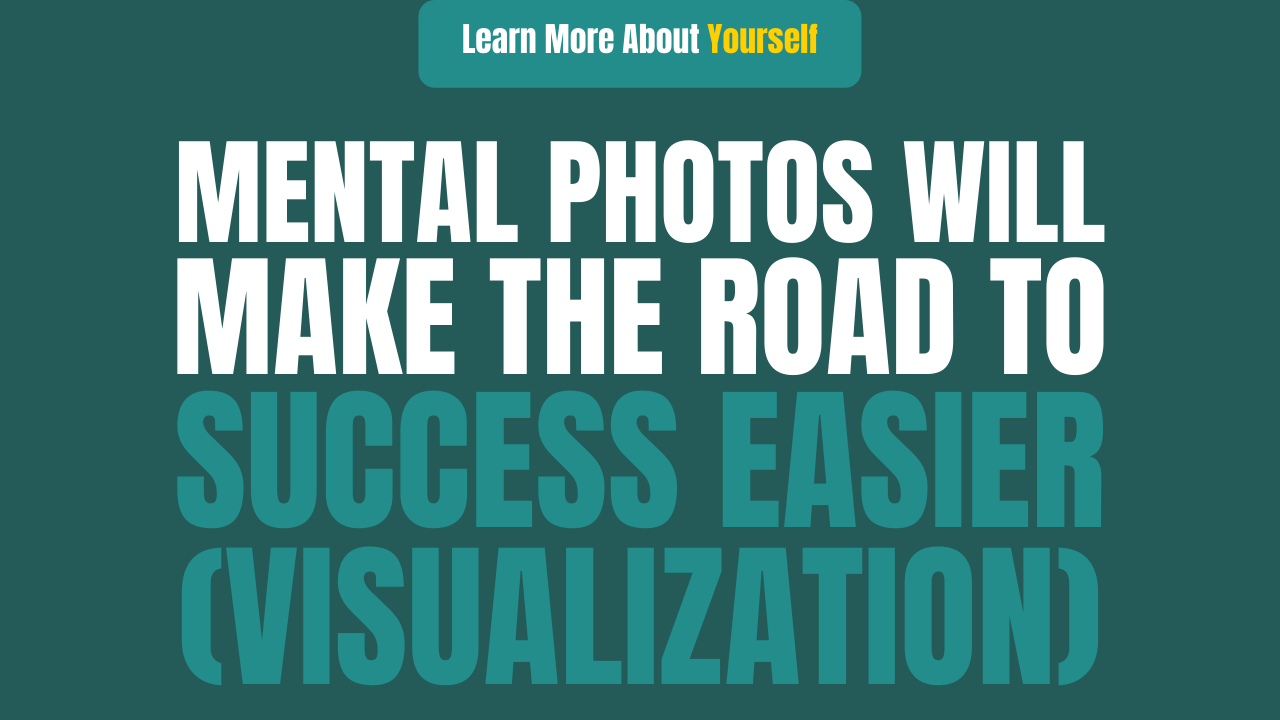 Learn More About Yourself
MENTAL PHOTOS WILL
MAKE THE ROAD TO
SUCCESS EASIER
(VISUALIZATION)